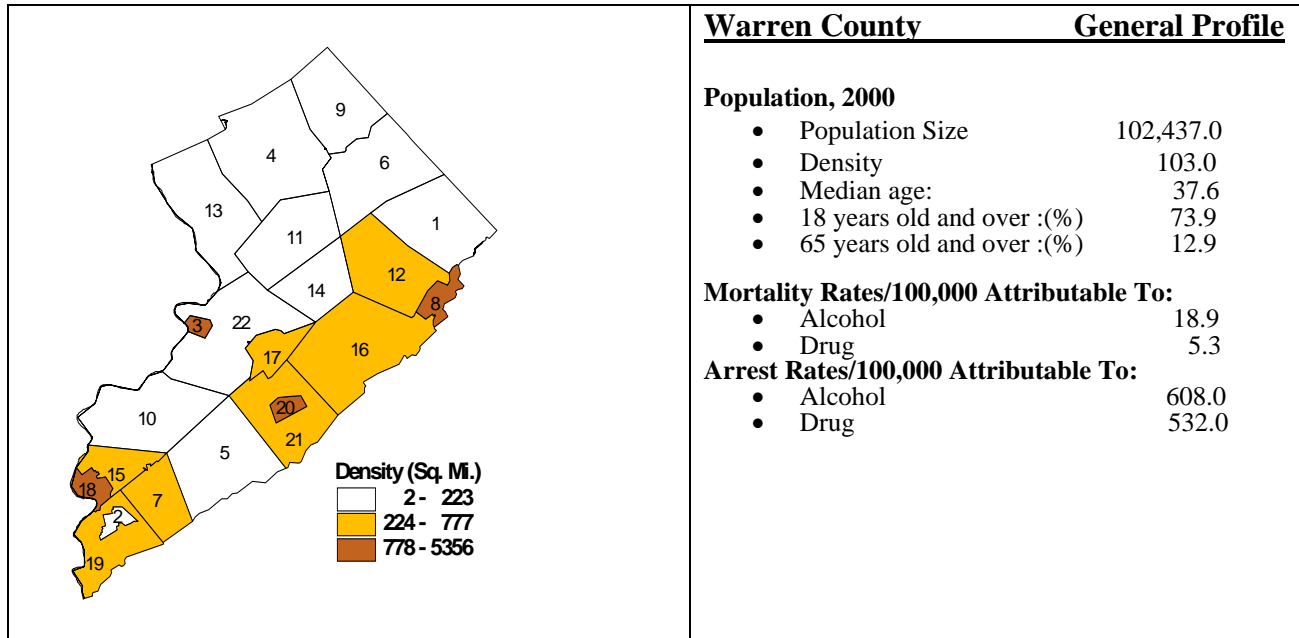 9
4
6
13
1
11
12
14
8
3
22
17
16
10
20
5
21
15
18
7
2
19
Density (Sq. Mi.)
2 - 223
224 - 777
778 - 5356
Warren County General Profile
Population, 2000
• Population Size 102,437.0
• Density 103.0
• Median age: 37.6
• 18 years old and over :(%) 73.9
• 65 years old and over :(%) 12.9
Mortality Rates/100,000 Attributable To:
• Alcohol 18.9
• Drug 5.3
Arrest Rates/100,000 Attributable To:
• Alcohol 608.0
• Drug 532.0